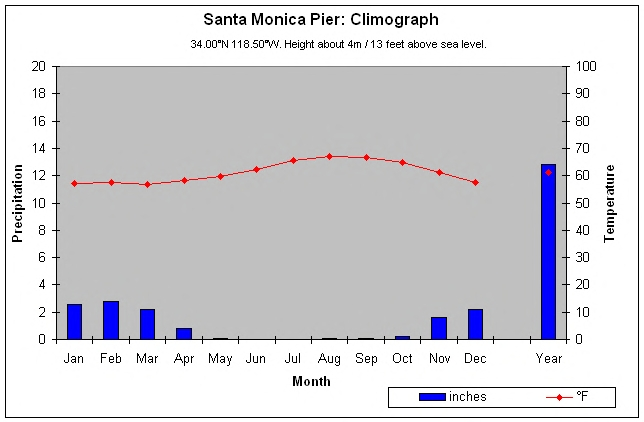 Santa Monica Pier: Climograph
34.00°N 118.50°W. Height about 4m / 13 feet above sea level.
20 100
18 90
16 80
14 70
12 60
10 50
8 40
6 30
4 20
2 10
0 0
Precipitation
Temperature
Jan Feb Mar Apr May Jun Jul Aug Sep Oct Nov Dec Year
Month
inches °F